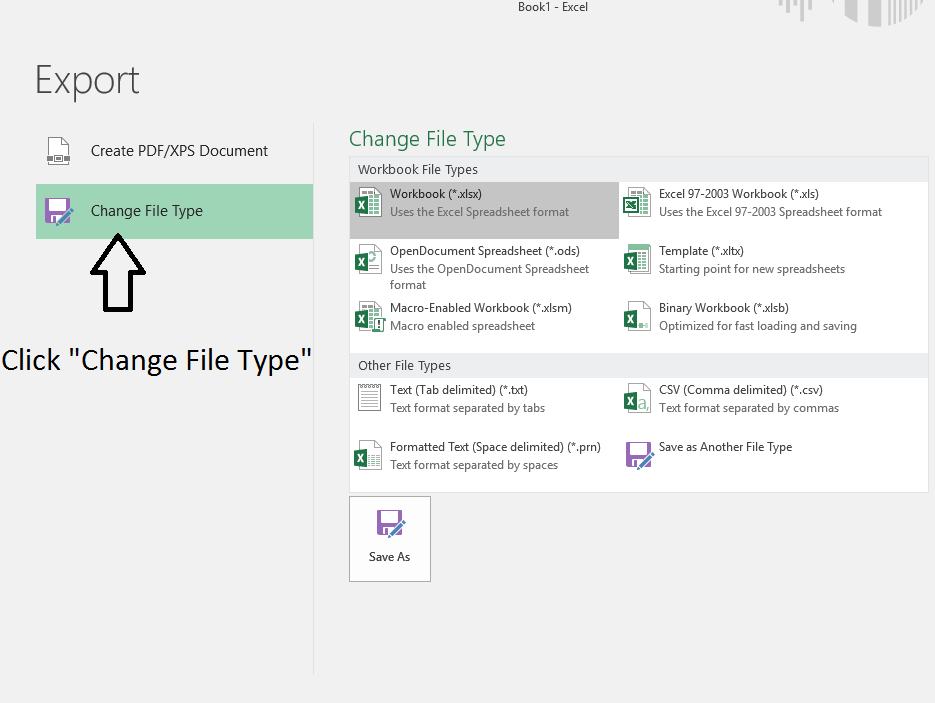 Book1 - Excel
Export
Create PDF/XPS Document
Change File Type
Click "Change File Type"
Change File Type
Workbook File Types
Workbook (*.xlsx)
Uses the Excel Spreadsheet format
Excel 97-2003 Workbook (*.xls)
Uses the Excel 97-2003 Spreadsheet format
OpenDocument Spreadsheet (*.ods)
Uses the OpenDocument Spreadsheet
format
Template (*.xltx)
Starting point for new spreadsheets
Macro-Enabled Workbook (*.xlsm)
Macro enabled spreadsheet
Binary Workbook (*.xlsb)
Optimized for fast loading and saving
Other File Types
Text (Tab delimited) (*.txt)
Text format separated by tabs
CSV (Comma delimited) (*.csv)
Text format separated by commas
Formatted Text (Space delimited) (*.prn)
Text format separated by spaces
Save as Another File Type
Save As